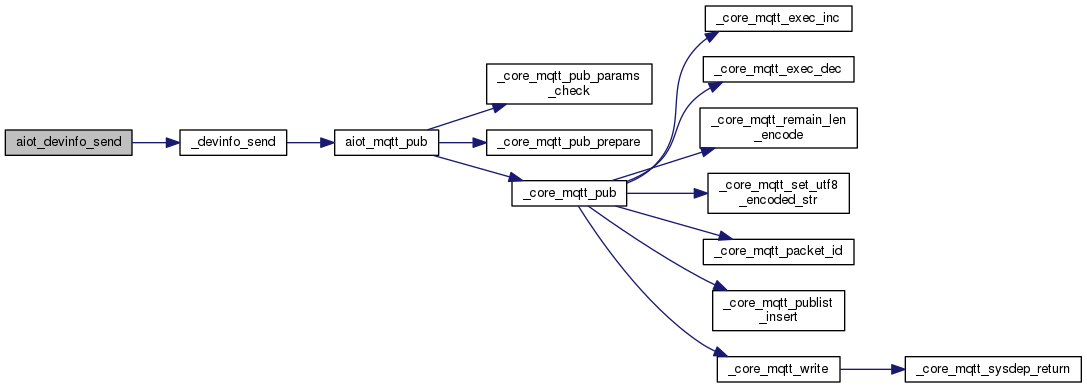 aiot_devinfo_send
_devinfo_send
aiot_mqtt_pub
_core_mqtt_pub_params
_check
_core_mqtt_pub_prepare
_core_mqtt_pub
_core_mqtt_exec_inc
_core_mqtt_exec_dec
_core_mqtt_remain_len
_encode
_core_mqtt_set_utf8
_encoded_str
_core_mqtt_packet_id
_core_mqtt_publist
_insert
_core_mqtt_write
_core_mqtt_sysdep_return